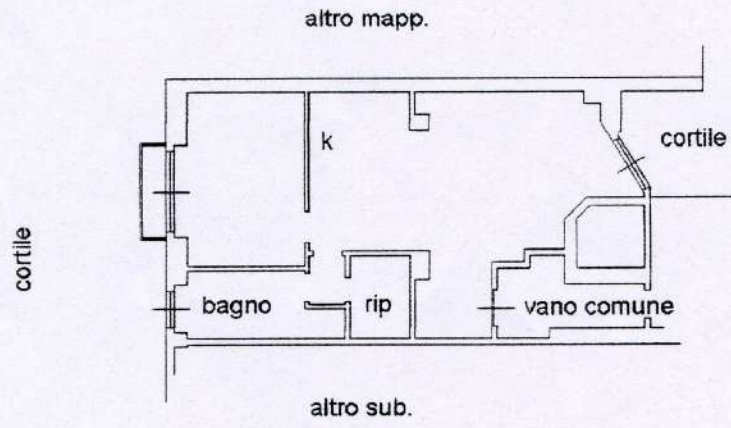 altro mapp.
k
cortile
cortile
bagno
rip
vano comune
altro sub.